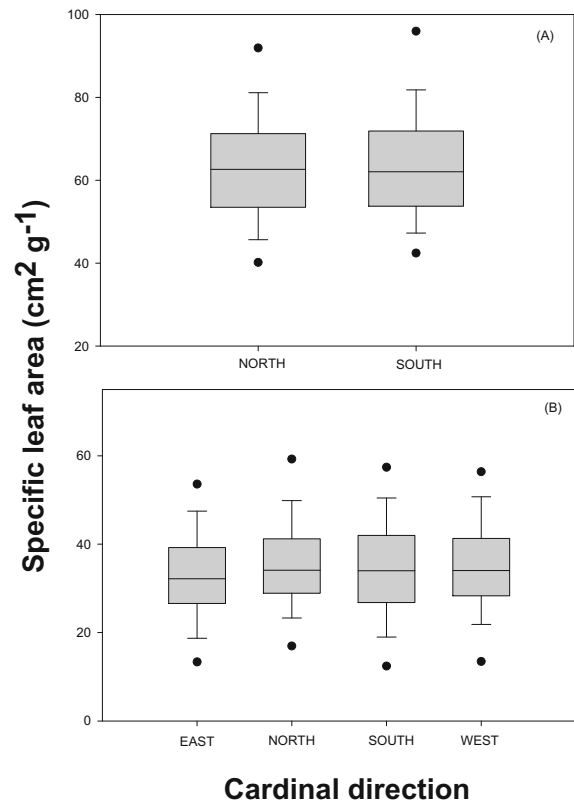 100
(A)
80
60
40
20
NORTH SOUTH
Specific leaf area (cm² g⁻¹)
(B)
60
40
20
0
EAST NORTH SOUTH WEST
Cardinal direction